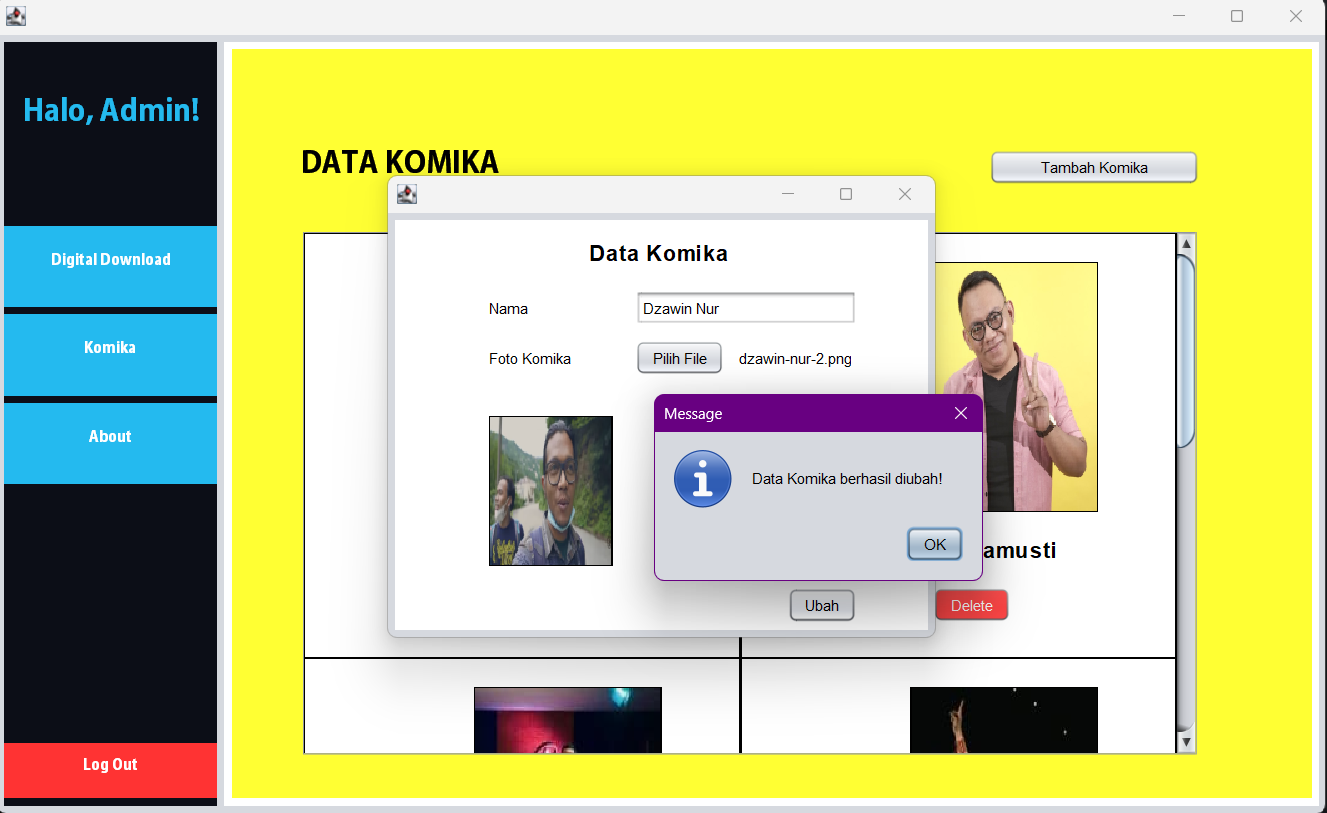 Halo, Admin!
Digital Download
Komika
About
Log Out
DATA KOMIKA
Tambah Komika
Data Komika
Nama
Dzawin Nur
Foto Komika
Pilih File
dzawin-nur-2.png
Message
Data Komika berhasil diubah!
OK
Ubah
amusti
Delete